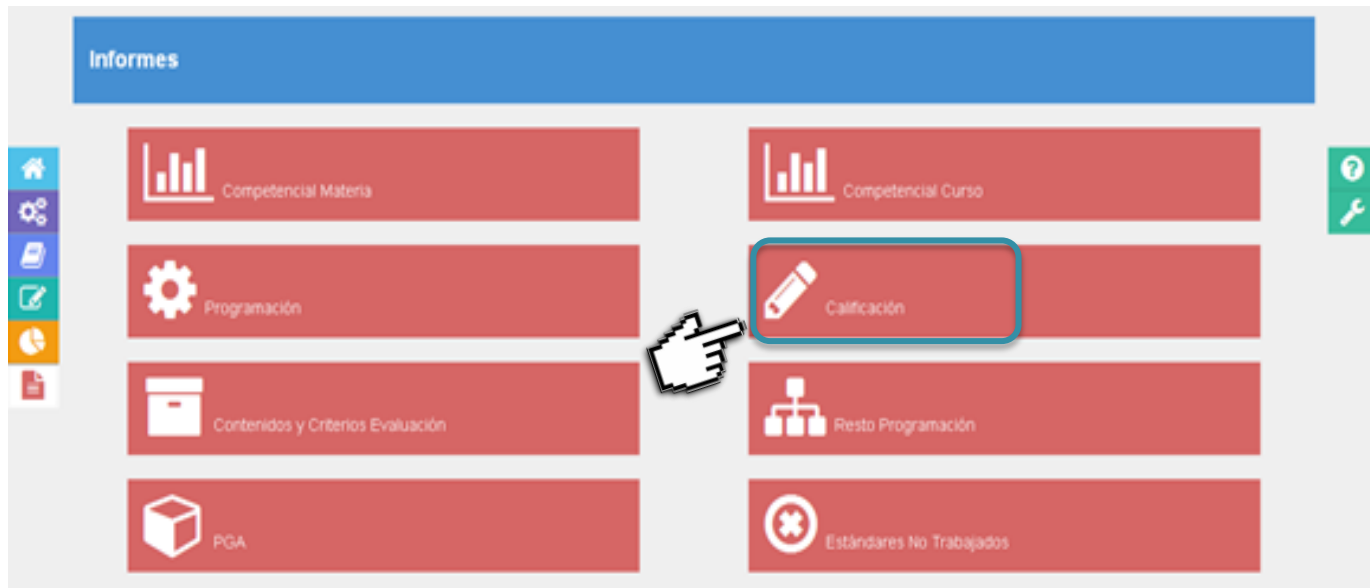 Informes
Competencial Materia
Competencial Curso
Programación
Calificación
Contenidos y Criterios Evaluación
Resto Programación
PGA
Estándares No Trabajados